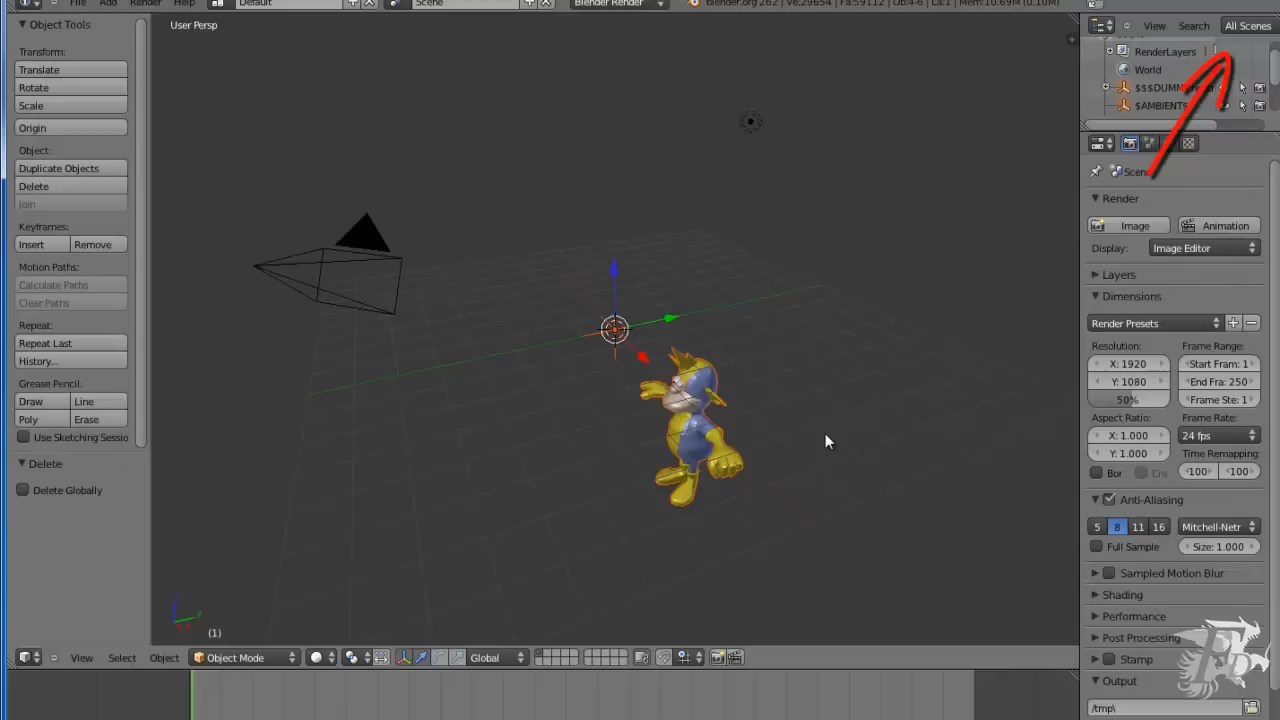 File Add Render Help Default Scene Blender Render blender.org 262 | Ve:29654 | Fa:59112 | Ob:4-6 | La:1 | Mem:10.69M (0.10M)
Object Tools
User Persp
View Search All Scenes
Transform:
RenderLayers |
Translate
World
Rotate
$$$DUMM
Scale
$AMBIENT$
Origin
Object:
Duplicate Objects
Scene
Delete
Render
Join
Image Animation
Keyframes:
Insert Remove
Display: Image Editor
Motion Paths:
Layers
Calculate Paths
Dimensions
Clear Paths
Render Presets
Repeat:
Resolution: Frame Range:
Repeat Last
X: 1920 Start Fram: 1
History...
Y: 1080 End Fra: 250
Grease Pencil:
50% Frame Ste: 1
Draw Line
Aspect Ratio: Frame Rate:
Poly Erase
X: 1.000 24 fps
Use Sketching Sessio
Y: 1.000 Time Remapping:
Delete
Bor Cro 100 100
Delete Globally
Anti-Aliasing
5 8 11 16 Mitchell-Netr
Full Sample Size: 1.000
Sampled Motion Blur
Shading
Performance
(1)
Post Processing
View Select Object Object Mode Global
Stamp
Output
/tmp\